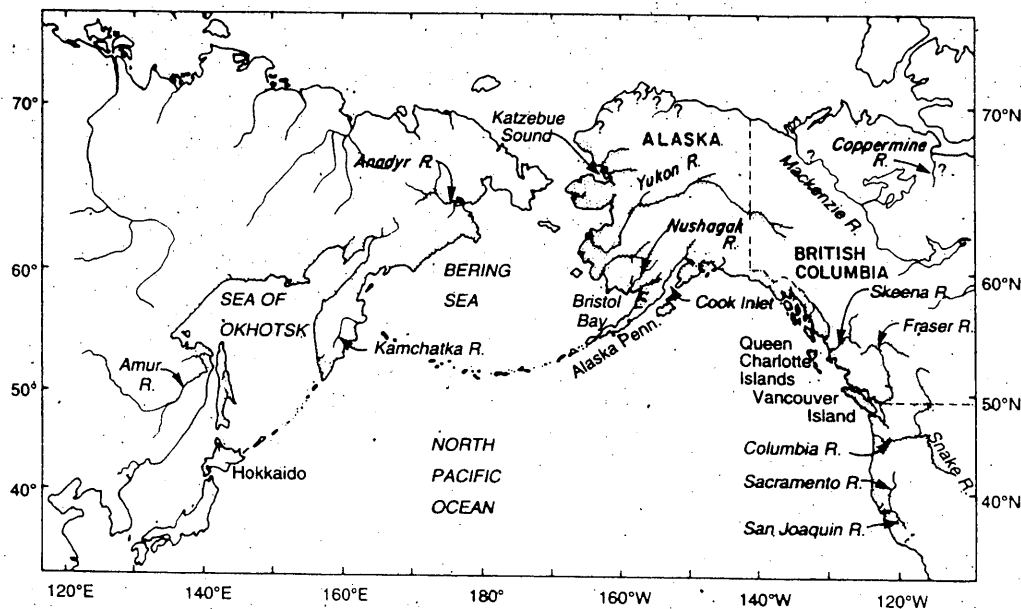 70°
60°
50°
40°
70°N
60°N
50°N
40°N
120°E
140°E
160°E
180°
160°W
140°W
120°W
Katzebue
Sound
ALASKA
Anadyr R.
Yukon R.
Coppermine
R.
?
?
?
?
?
?
?
Mackenzie R.
Nushagak
R.
BERING
SEA
BRITISH
COLUMBIA
SEA OF
OKHOTSK
Bristol
Bay
Cook Inlet
Skeena R.
Fraser R.
Alaska Penn.
Kamchatka R.
Queen
Charlotte
Islands
Amur
R.
Vancouver
Island
NORTH
PACIFIC
OCEAN
Hokkaido
Columbia R.
Snake R.
Sacramento R.
San Joaquin R.